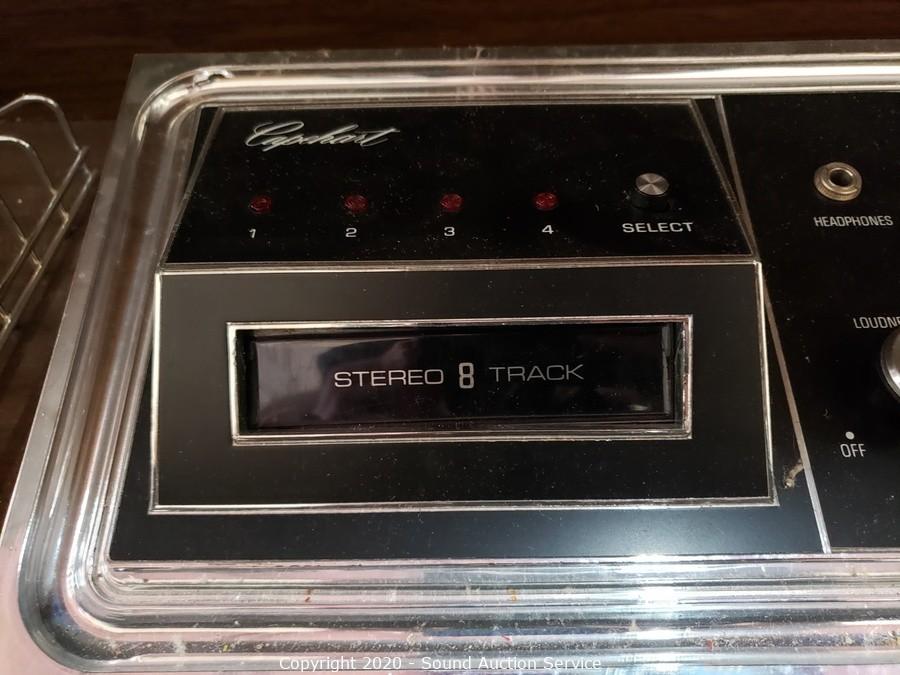 Capehart
1 2 3 4 SELECT
HEADPHONES
STEREO 8 TRACK
OFF
Copyright 2020 - Sound Auction Service